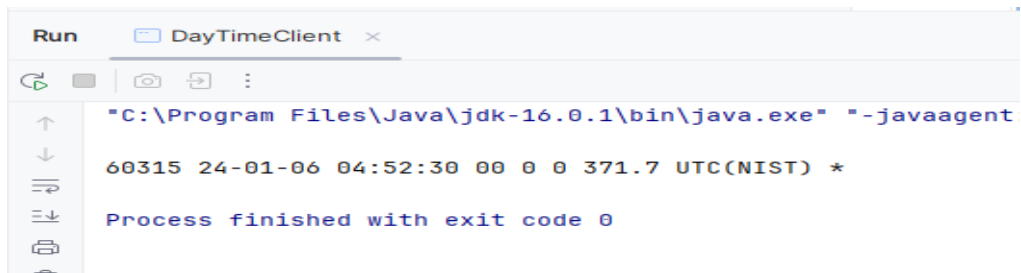 Run DayTimeClient ×
"C:\Program Files\Java\jdk-16.0.1\bin\java.exe" "-javaagent
60315 24-01-06 04:52:30 00 0 0 371.7 UTC(NIST) *
Process finished with exit code 0